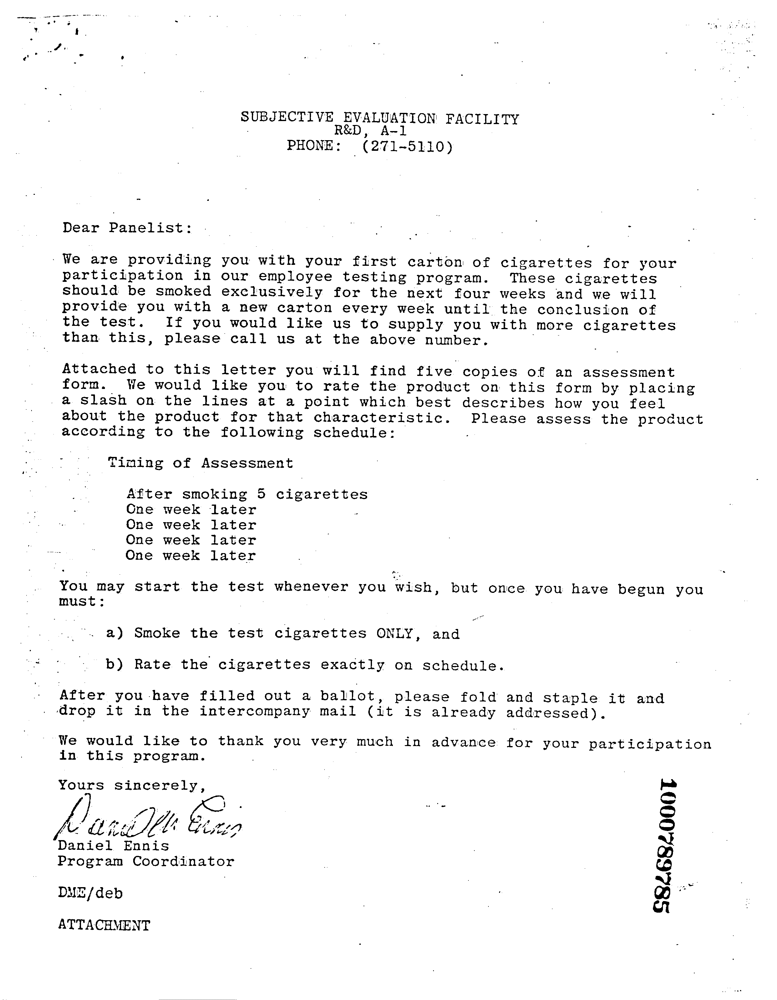 SUBJECTIVE EVALUATION FACILITY
R&D, A-1
PHONE: (271-5110)
Dear Panelist:
We are providing you with your first carton of cigarettes for your
participation in our employee testing program. These cigarettes
should be smoked exclusively for the next four weeks and we will
provide you with a new carton every week until the conclusion of
the test. If you would like us to supply you with more cigarettes
than this, please call us at the above number.
Attached to this letter you will find five copies of an assessment
form. We would like you to rate the product on this form by placing
a slash on the lines at a point which best describes how you feel
about the product for that characteristic. Please assess the product
according to the following schedule:
Timing of Assessment
After smoking 5 cigarettes
One week later
One week later
One week later
One week later
You may start the test whenever you wish, but once you have begun you
must:
a) Smoke the test cigarettes ONLY, and
b) Rate the cigarettes exactly on schedule.
After you have filled out a ballot, please fold and staple it and
drop it in the intercompany mail (it is already addressed).
We would like to thank you very much in advance for your participation
in this program.
Yours sincerely,
Daniel Ennis
Program Coordinator
DME/deb
ATTACHMENT
1000789785